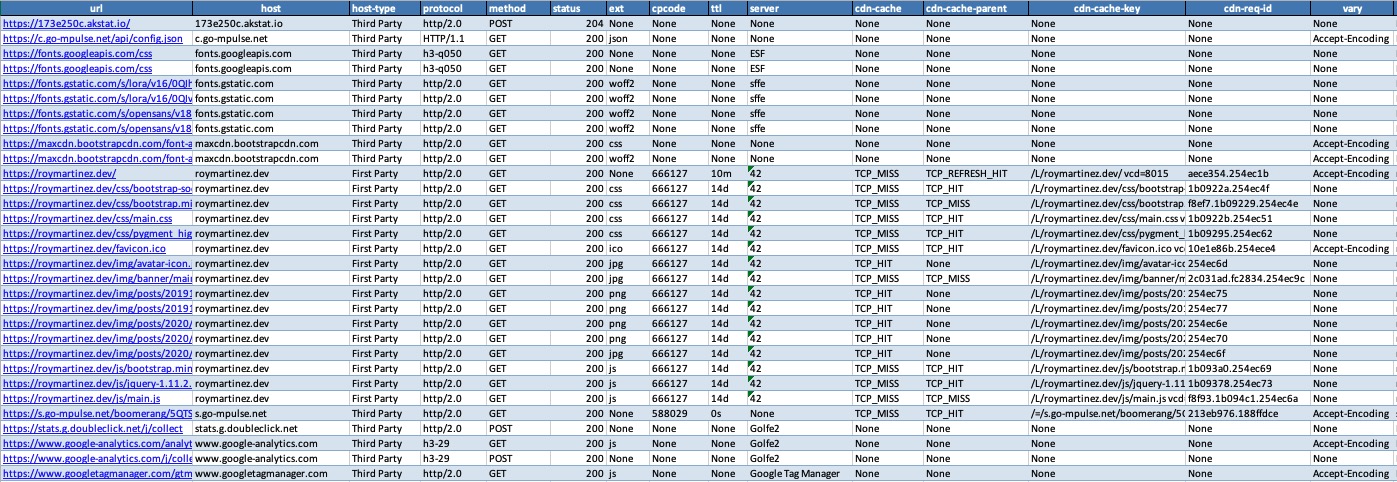 url host host-type protocol method status ext cpcode ttl server cdn-cache cdn-cache-parent cdn-cache-key cdn-req-id vary
https://173e250c.akstat.io/ 173e250c.akstat.io Third Party http/2.0 POST 204 None None None None None None None None None
https://c.go-mpulse.net/api/config.json c.go-mpulse.net Third Party HTTP/1.1 GET 200 json None None None None None None None Accept-Encoding
https://fonts.googleapis.com/css fonts.googleapis.com Third Party h3-q050 GET 200 None None None ESF None None None None None
https://fonts.googleapis.com/css fonts.googleapis.com Third Party h3-q050 GET 200 None None None ESF None None None None None
https://fonts.gstatic.com/s/lora/v16/0QIh fonts.gstatic.com Third Party http/2.0 GET 200 woff2 None None sffe None None None None None
https://fonts.gstatic.com/s/lora/v16/0QIv fonts.gstatic.com Third Party http/2.0 GET 200 woff2 None None sffe None None None None None
https://fonts.gstatic.com/s/opensans/v18 fonts.gstatic.com Third Party http/2.0 GET 200 woff2 None None sffe None None None None None
https://fonts.gstatic.com/s/opensans/v18 fonts.gstatic.com Third Party http/2.0 GET 200 woff2 None None sffe None None None None None
https://maxcdn.bootstrapcdn.com/font-a maxcdn.bootstrapcdn.com Third Party http/2.0 GET 200 css None None None None None None None Accept-Encoding
https://maxcdn.bootstrapcdn.com/font-a maxcdn.bootstrapcdn.com Third Party http/2.0 GET 200 woff2 None None None None None None None Accept-Encoding
https://roymartinez.dev/ roymartinez.dev First Party http/2.0 GET 200 None 666127 10m 42 TCP_MISS TCP_REFRESH_HIT /L/roymartinez.dev/ vcd=8015 aece354.254ec1b Accept-Encoding
https://roymartinez.dev/css/bootstrap-so roymartinez.dev First Party http/2.0 GET 200 css 666127 14d 42 TCP_MISS TCP_HIT /L/roymartinez.dev/css/bootstrap- 1b0922a.254ec4f None
https://roymartinez.dev/css/bootstrap.mi roymartinez.dev First Party http/2.0 GET 200 css 666127 14d 42 TCP_MISS TCP_MISS /L/roymartinez.dev/css/bootstrap f8ef7.1b09229.254ec4e None
https://roymartinez.dev/css/main.css roymartinez.dev First Party http/2.0 GET 200 css 666127 14d 42 TCP_MISS TCP_HIT /L/roymartinez.dev/css/main.css v 1b0922b.254ec51 None
https://roymartinez.dev/css/pygment_hig roymartinez.dev First Party http/2.0 GET 200 css 666127 14d 42 TCP_MISS TCP_HIT /L/roymartinez.dev/css/pygment_ 1b09295.254ec62 None
https://roymartinez.dev/favicon.ico roymartinez.dev First Party http/2.0 GET 200 ico 666127 14d 42 TCP_MISS TCP_HIT /L/roymartinez.dev/favicon.ico vc 10e1e86b.254ece4 Accept-Encoding
https://roymartinez.dev/img/avatar-icon. roymartinez.dev First Party http/2.0 GET 200 jpg 666127 14d 42 TCP_HIT None /L/roymartinez.dev/img/avatar-ic 254ec6d None
https://roymartinez.dev/img/banner/mai roymartinez.dev First Party http/2.0 GET 200 jpg 666127 14d 42 TCP_MISS TCP_MISS /L/roymartinez.dev/img/banner/m 2c031ad.fc2834.254ec9c None
https://roymartinez.dev/img/posts/20191 roymartinez.dev First Party http/2.0 GET 200 png 666127 14d 42 TCP_HIT None /L/roymartinez.dev/img/posts/201 254ec75 None
https://roymartinez.dev/img/posts/20191 roymartinez.dev First Party http/2.0 GET 200 png 666127 14d 42 TCP_HIT None /L/roymartinez.dev/img/posts/201 254ec77 None
https://roymartinez.dev/img/posts/2020/ roymartinez.dev First Party http/2.0 GET 200 png 666127 14d 42 TCP_HIT None /L/roymartinez.dev/img/posts/202 254ec6e None
https://roymartinez.dev/img/posts/2020/ roymartinez.dev First Party http/2.0 GET 200 png 666127 14d 42 TCP_HIT None /L/roymartinez.dev/img/posts/202 254ec70 None
https://roymartinez.dev/img/posts/2020/ roymartinez.dev First Party http/2.0 GET 200 jpg 666127 14d 42 TCP_HIT None /L/roymartinez.dev/img/posts/202 254ec6f None
https://roymartinez.dev/js/bootstrap.min roymartinez.dev First Party http/2.0 GET 200 js 666127 14d 42 TCP_MISS TCP_HIT /L/roymartinez.dev/js/bootstrap.m 1b093a0.254ec69 None
https://roymartinez.dev/js/jquery-1.11.2. roymartinez.dev First Party http/2.0 GET 200 js 666127 14d 42 TCP_MISS TCP_HIT /L/roymartinez.dev/js/jquery-1.11 1b09378.254ec73 None
https://roymartinez.dev/js/main.js roymartinez.dev First Party http/2.0 GET 200 js 666127 14d 42 TCP_MISS TCP_MISS /L/roymartinez.dev/js/main.js vcd f8f93.1b094c1.254ec6a None
https://s.go-mpulse.net/boomerang/5QTS s.go-mpulse.net Third Party http/2.0 GET 200 None 588029 0s None TCP_MISS TCP_HIT /=/s.go-mpulse.net/boomerang/5( 213eb976.188ffdce Accept-Encoding
https://stats.g.doubleclick.net/j/collect stats.g.doubleclick.net Third Party http/2.0 POST 200 None None None Golfe2 None None None None None
https://www.google-analytics.com/analyt www.google-analytics.com Third Party h3-29 GET 200 js None None Golfe2 None None None None Accept-Encoding
https://www.google-analytics.com/j/colle www.google-analytics.com Third Party h3-29 POST 200 None None None Golfe2 None None None None None
https://www.googletagmanager.com/gtm www.googletagmanager.com Third Party http/2.0 GET 200 js None None Google Tag Manager None None None None Accept-Encoding